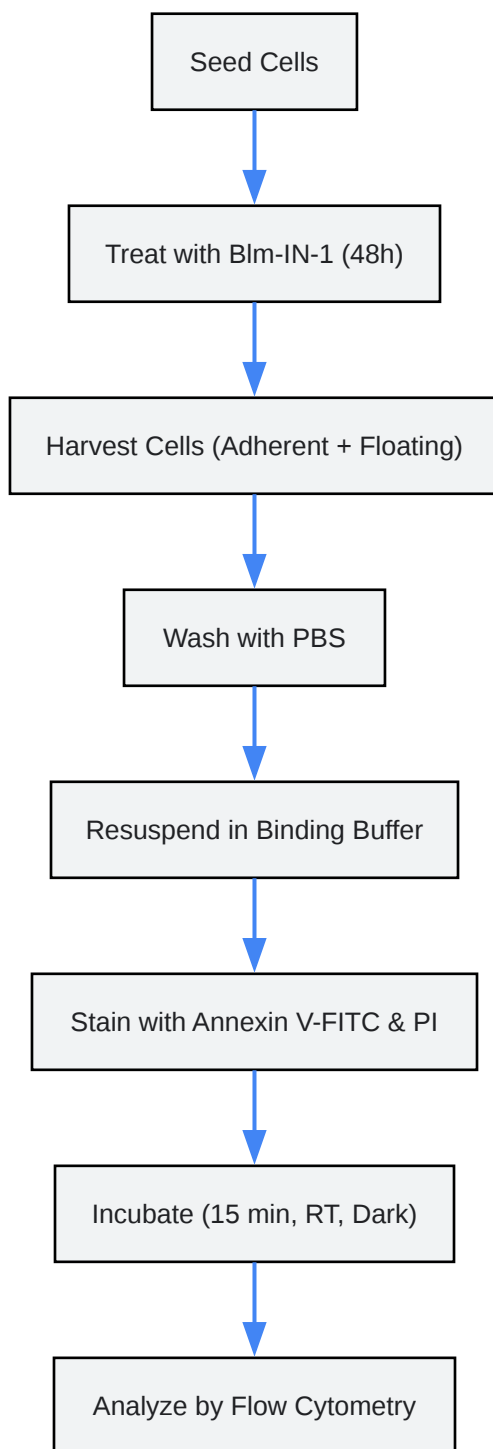 Seed Cells
Treat with Blm-IN-1 (48h)
Harvest Cells (Adherent + Floating)
Wash with PBS
Resuspend in Binding Buffer
Stain with Annexin V-FITC & PI
Incubate (15 min, RT, Dark)
Analyze by Flow Cytometry